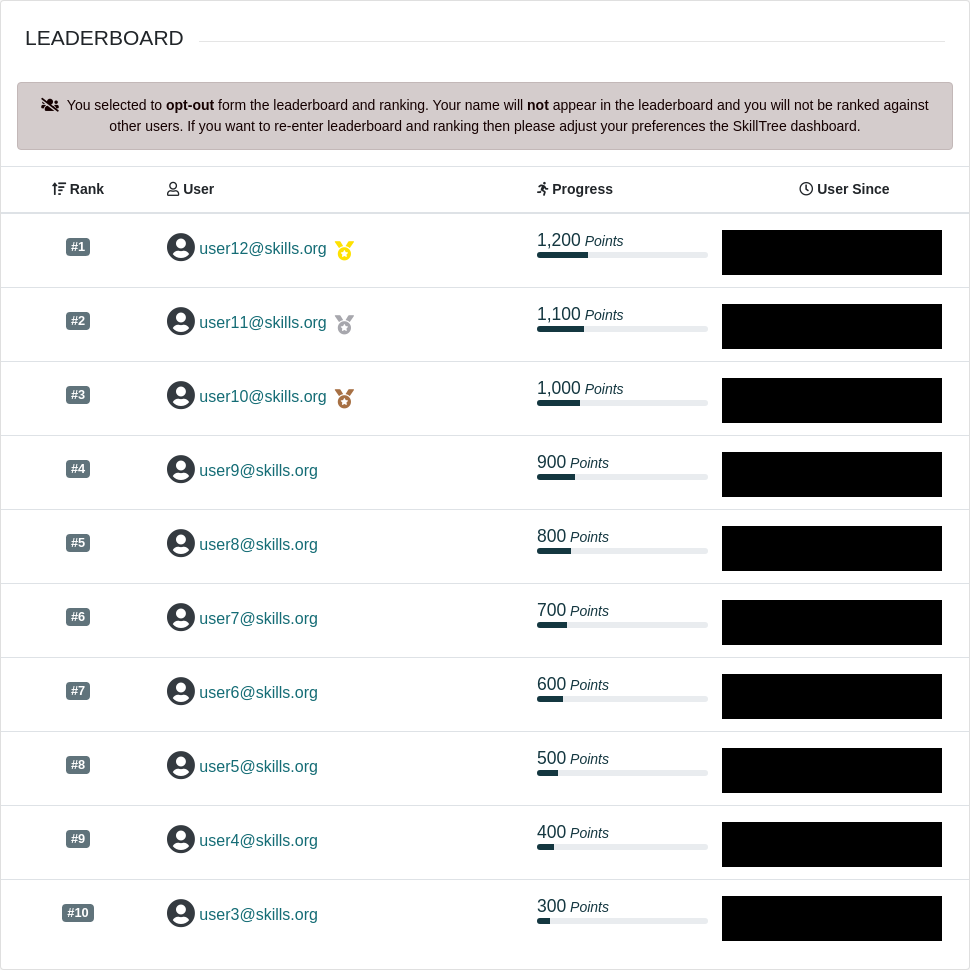 LEADERBOARD
You selected to opt-out form the leaderboard and ranking. Your name will not appear in the leaderboard and you will not be ranked against
other users. If you want to re-enter leaderboard and ranking then please adjust your preferences the SkillTree dashboard.
Rank User Progress User Since
#1 user12@skills.org 1,200 Points
#2 user11@skills.org 1,100 Points
#3 user10@skills.org 1,000 Points
#4 user9@skills.org 900 Points
#5 user8@skills.org 800 Points
#6 user7@skills.org 700 Points
#7 user6@skills.org 600 Points
#8 user5@skills.org 500 Points
#9 user4@skills.org 400 Points
#10 user3@skills.org 300 Points